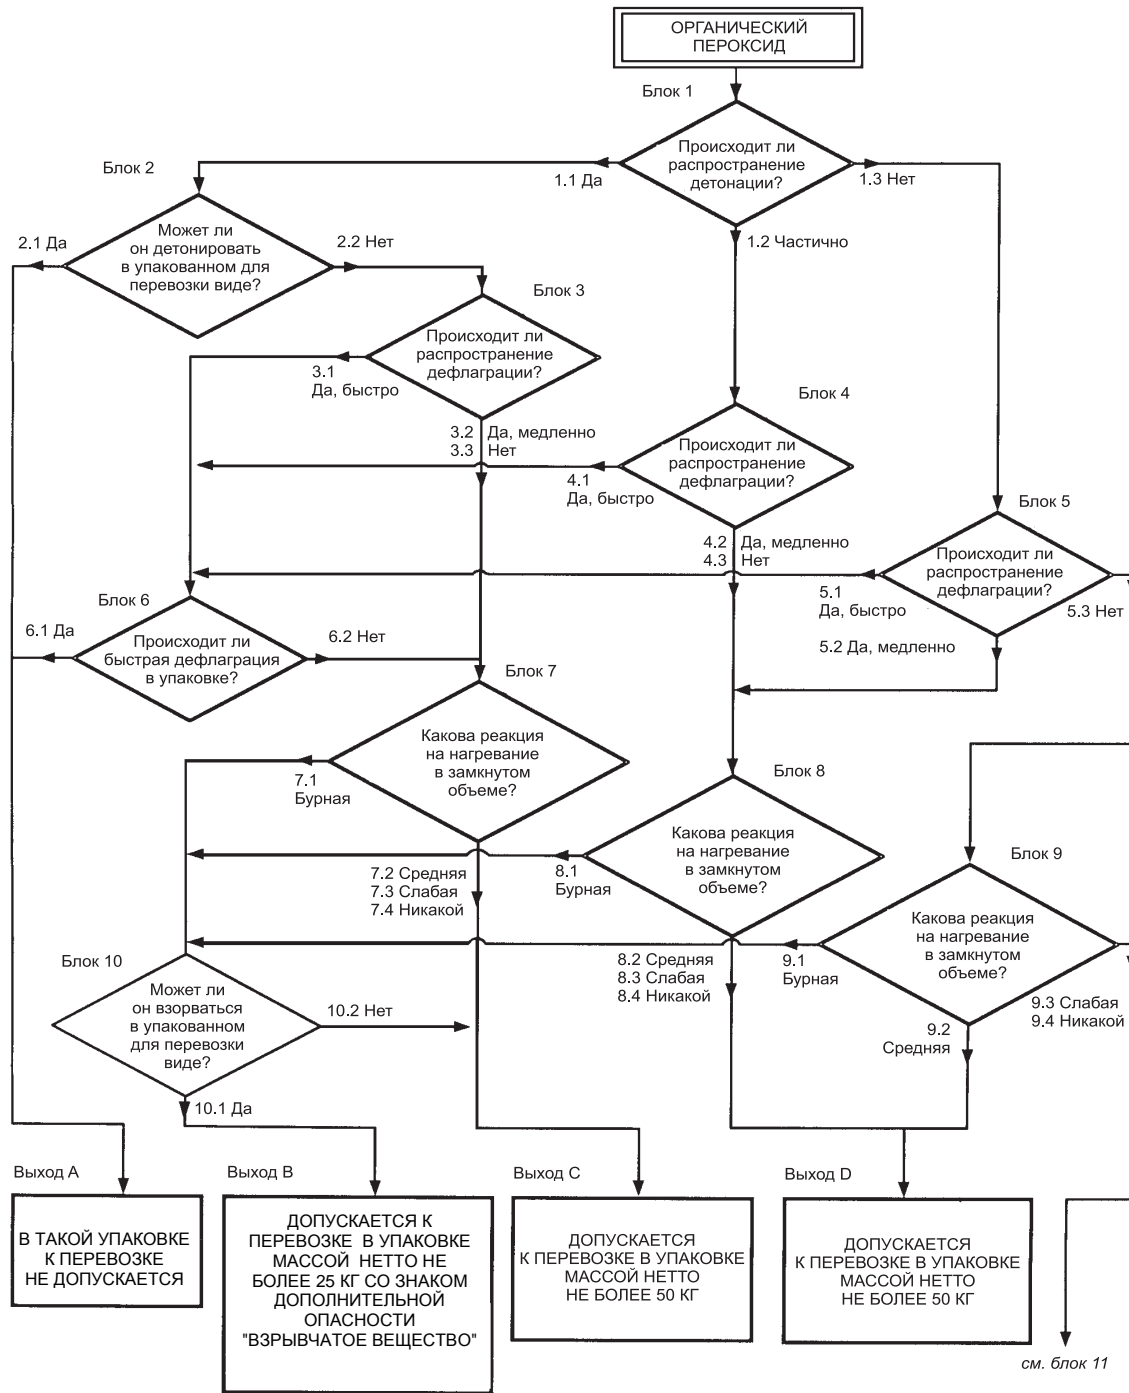 ОРГАНИЧЕСКИЙ
ПЕРОКСИД
Блок 1
Происходит ли
распространение
детонации?
1.1 Да
1.3 Нет
1.2 Частично
Блок 2
Может ли
он детонировать
в упакованном для
перевозки виде?
2.1 Да
2.2 Нет
Блок 3
Происходит ли
распространение
дефлаграции?
3.1
Да, быстро
3.2 Да, медленно
3.3 Нет
Блок 4
Происходит ли
распространение
дефлаграции?
4.1
Да, быстро
4.2 Да, медленно
4.3 Нет
Блок 5
Происходит ли
распространение
дефлаграции?
5.1
Да, быстро
5.3 Нет
5.2 Да, медленно
Блок 6
Происходит ли
быстрая дефлаграция
в упаковке?
6.1 Да
6.2 Нет
Блок 7
Какова реакция
на нагревание
в замкнутом
объеме?
7.1
Бурная
7.2 Средняя
7.3 Слабая
7.4 Никакой
Блок 8
Какова реакция
на нагревание
в замкнутом
объеме?
8.1
Бурная
8.2 Средняя
8.3 Слабая
8.4 Никакой
Блок 9
Какова реакция
на нагревание
в замкнутом
объеме?
9.1
Бурная
9.2
Средняя
9.3 Слабая
9.4 Никакой
Блок 10
Может ли
он взорваться
в упакованном
для перевозки
виде?
10.2 Нет
10.1 Да
Выход A
В ТАКОЙ УПАКОВКЕ
К ПЕРЕВОЗКЕ
НЕ ДОПУСКАЕТСЯ
Выход B
ДОПУСКАЕТСЯ К
ПЕРЕВОЗКЕ В УПАКОВКЕ
МАССОЙ НЕТТО НЕ
БОЛЕЕ 25 КГ СО ЗНАКОМ
ДОПОЛНИТЕЛЬНОЙ
ОПАСНОСТИ
"ВЗРЫВЧАТОЕ ВЕЩЕСТВО"
Выход C
ДОПУСКАЕТСЯ
К ПЕРЕВОЗКЕ В УПАКОВКЕ
МАССОЙ НЕТТО
НЕ БОЛЕЕ 50 КГ
Выход D
ДОПУСКАЕТСЯ
К ПЕРЕВОЗКЕ В УПАКОВКЕ
МАССОЙ НЕТТО
НЕ БОЛЕЕ 50 КГ
см. блок 11